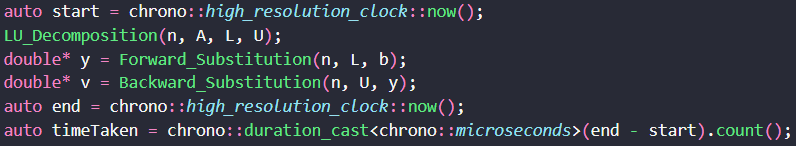 auto start = chrono::high_resolution_clock::now();
LU_Decomposition(n, A, L, U);
double* y = Forward_Substitution(n, L, b);
double* v = Backward_Substitution(n, U, y);
auto end = chrono::high_resolution_clock::now();
auto timeTaken = chrono::duration_cast<chrono::microseconds>(end - start).count();